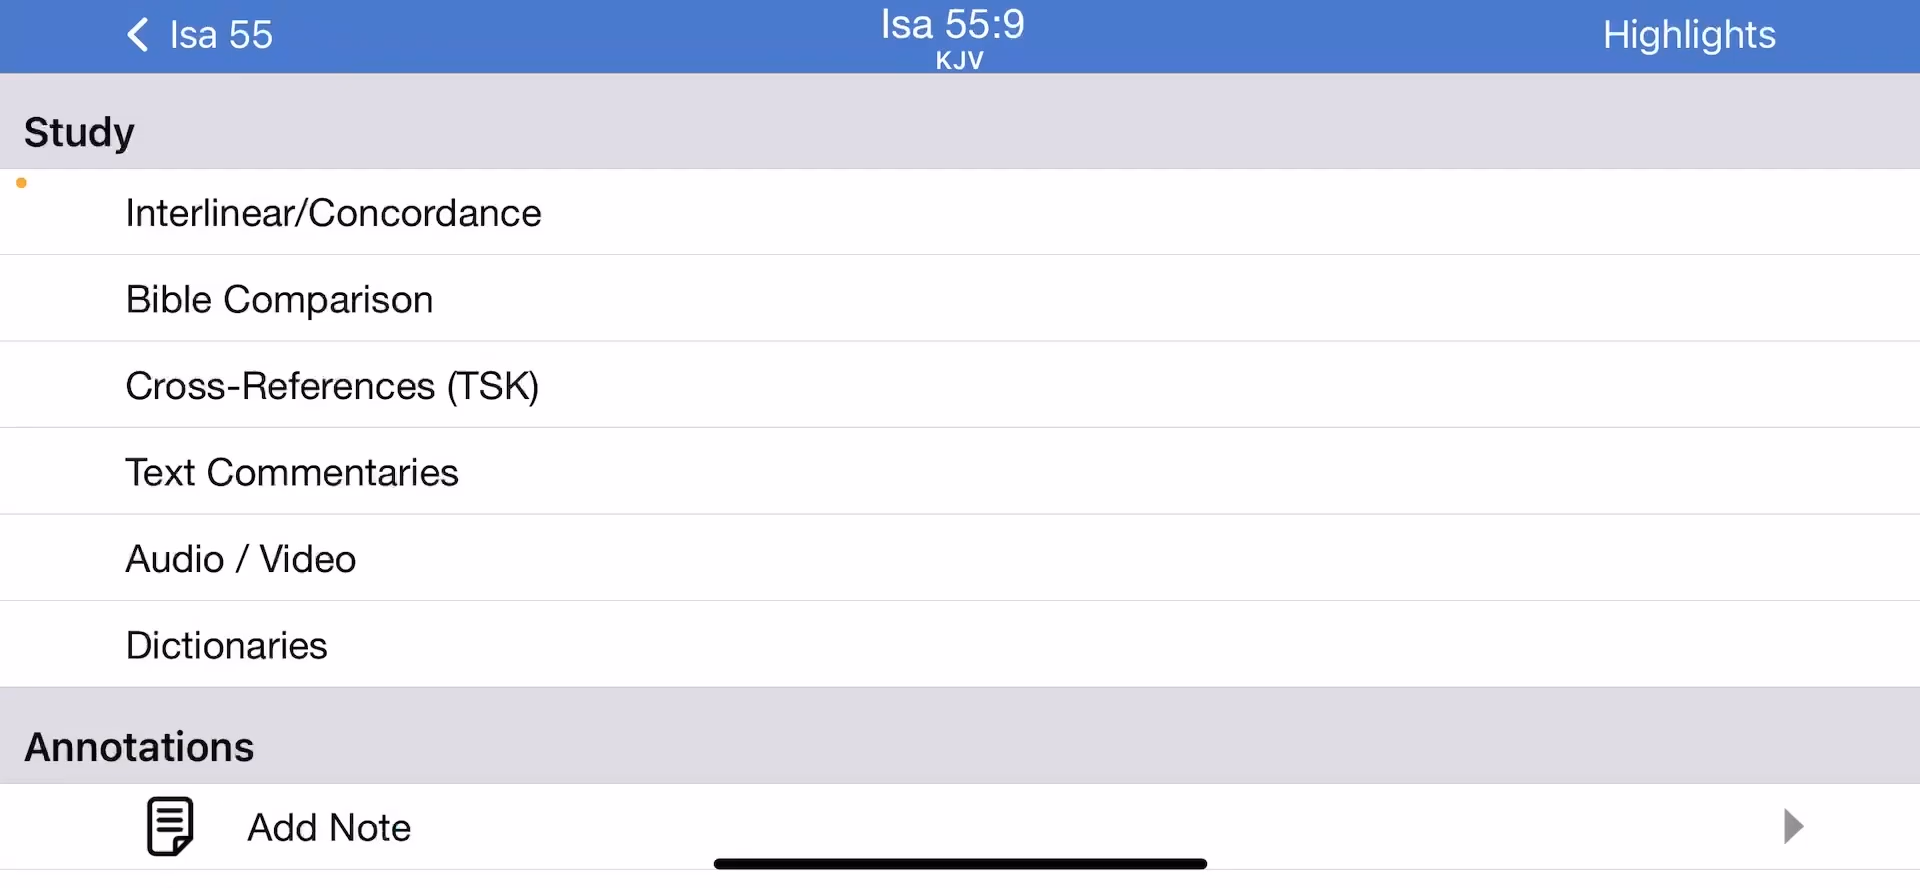 Isa 55
Isa 55:9
KJV
Highlights
Study
Interlinear/Concordance
Bible Comparison
Cross-References (TSK)
Text Commentaries
Audio / Video
Dictionaries
Annotations
Add Note